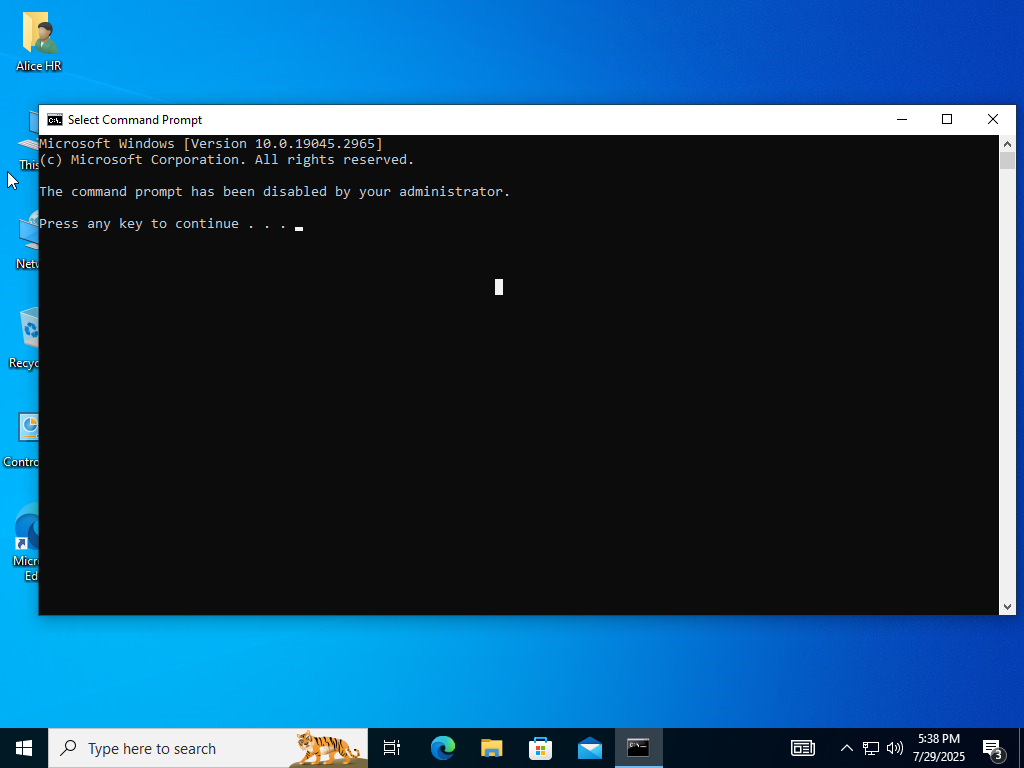 Alice HR
Select Command Prompt
Microsoft Windows [Version 10.0.19045.2965]
(c) Microsoft Corporation. All rights reserved.
The command prompt has been disabled by your administrator.
Press any key to continue . . .
This
Netw
Recyc
Contro
Micr
Ed
Type here to search
5:38 PM
7/29/2025
3